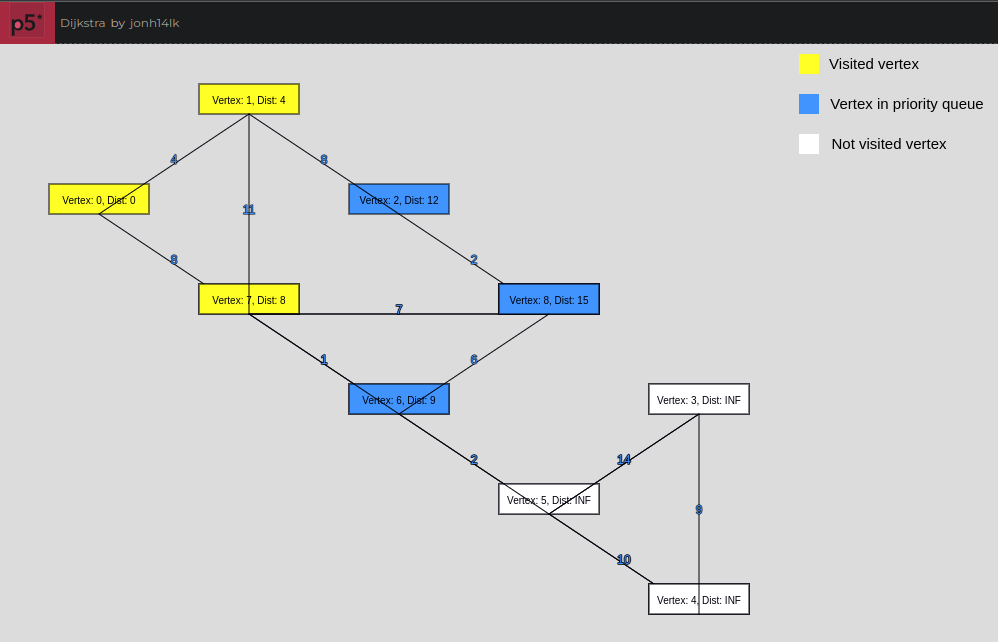 p5*
Dijkstra by jonh14lk
Visited vertex
Vertex in priority queue
Not visited vertex
Vertex: 1, Dist: 4
4
8
Vertex: 0, Dist: 0
Vertex: 2, Dist: 12
11
8
2
Vertex: 7, Dist: 8
Vertex: 8, Dist: 15
7
1
6
Vertex: 6, Dist: 9
Vertex: 3, Dist: INF
2
14
Vertex: 5, Dist: INF
9
10
Vertex: 4, Dist: INF